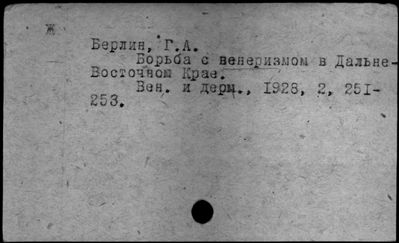 Ж
Берлин, Г.А.
Борьба с венеризмом в Дальне-
Восточном Крае.
Вен. и дерм., 1928, 2, 251-
253.